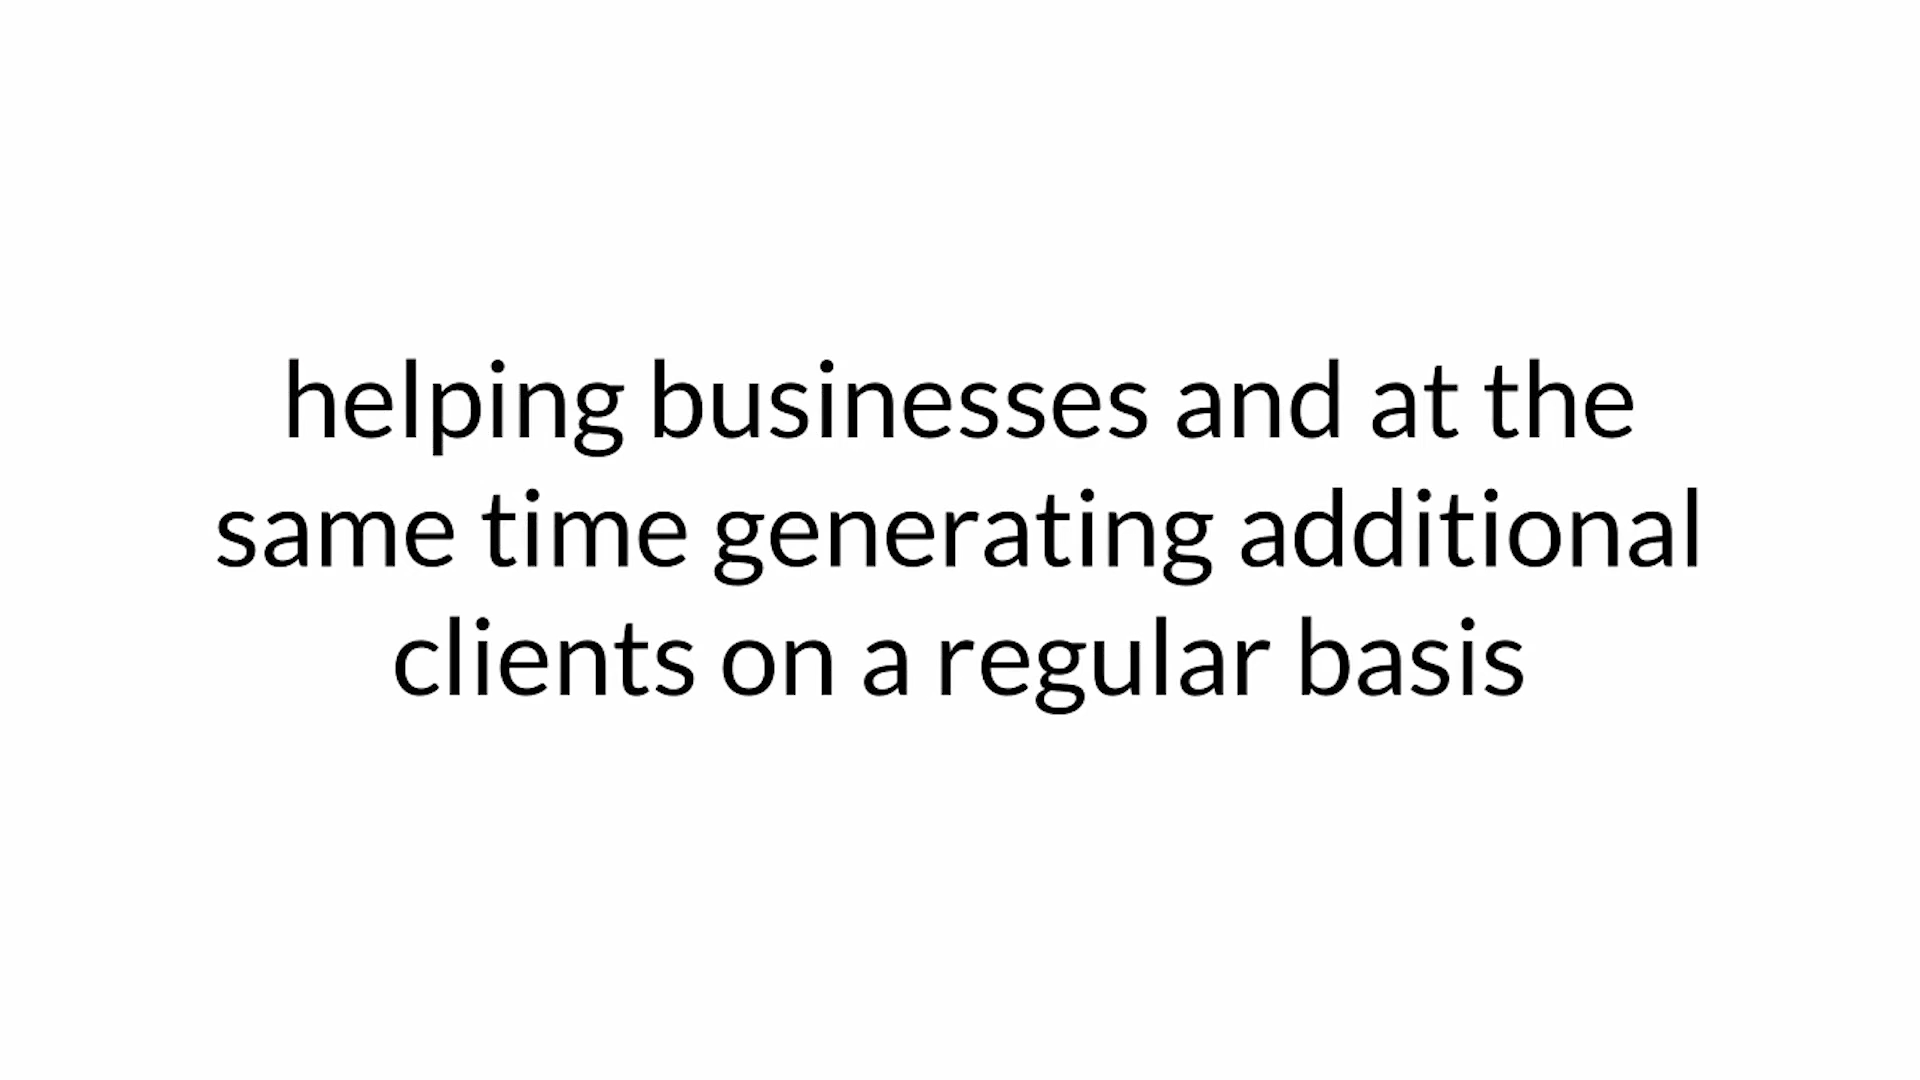 helping businesses and at the
same time generating additional
clients on a regular basis